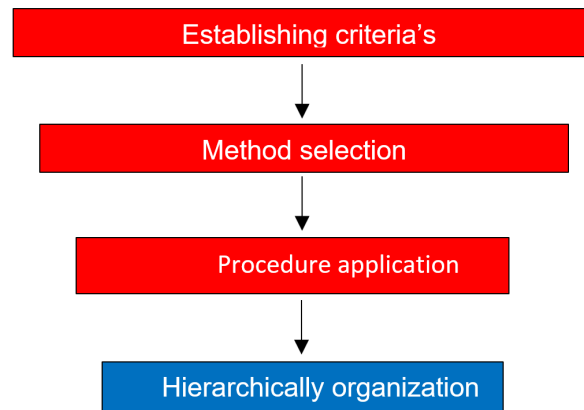 Establishing criteria’s
Method selection
Procedure application
Hierarchically organization